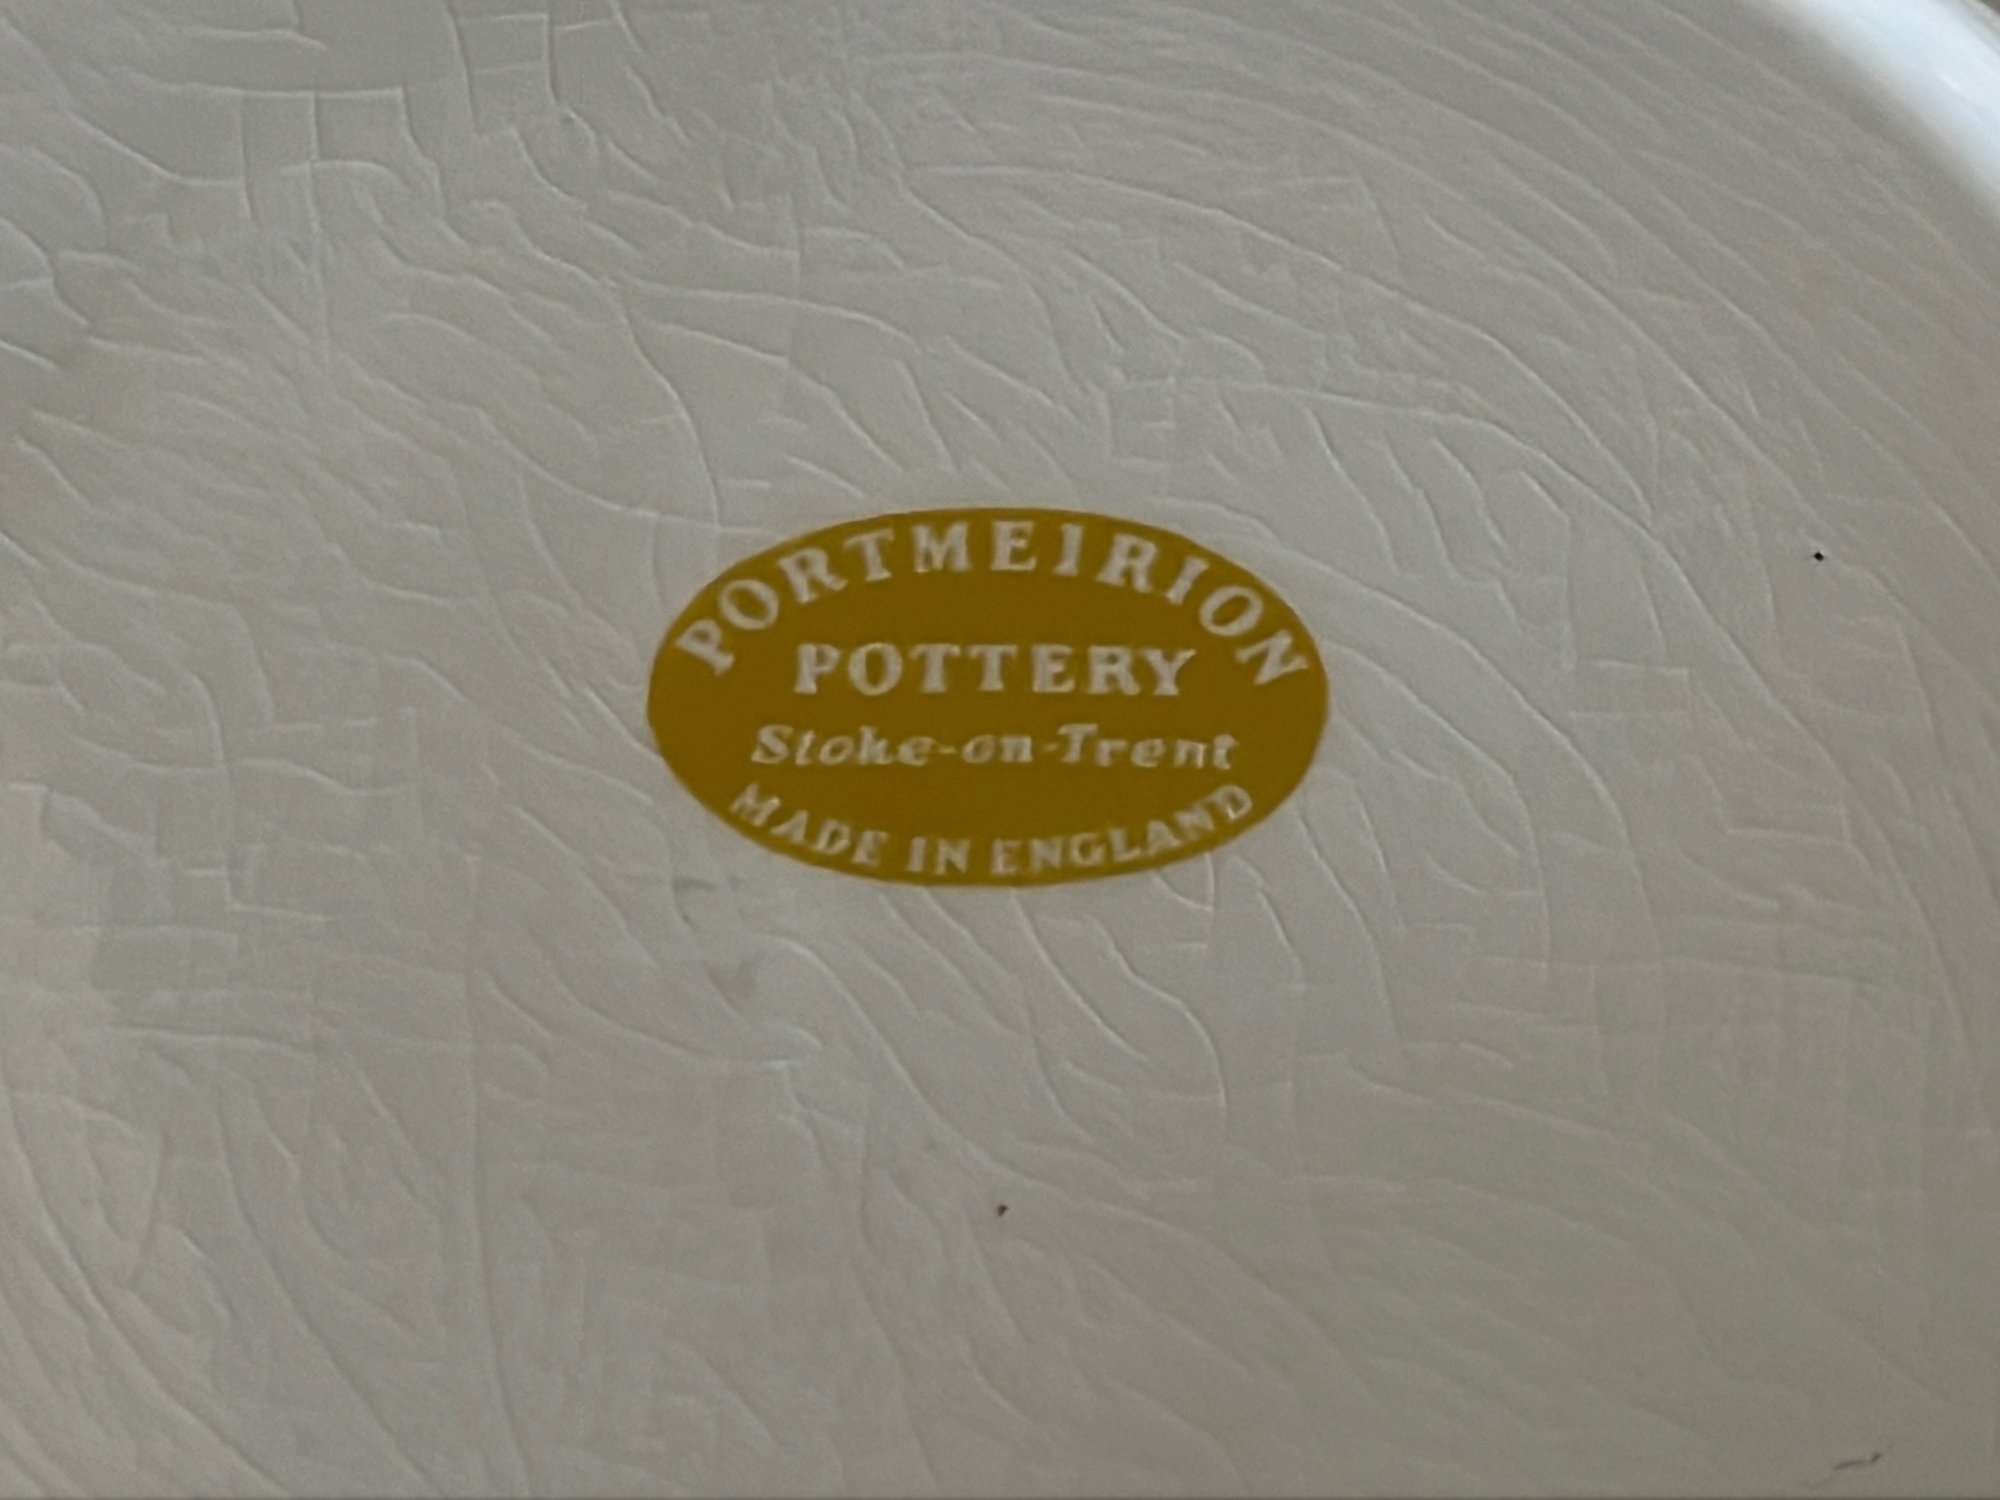 PORTMEIRION
POTTERY
Stoke-on-Trent
MADE IN ENGLAND